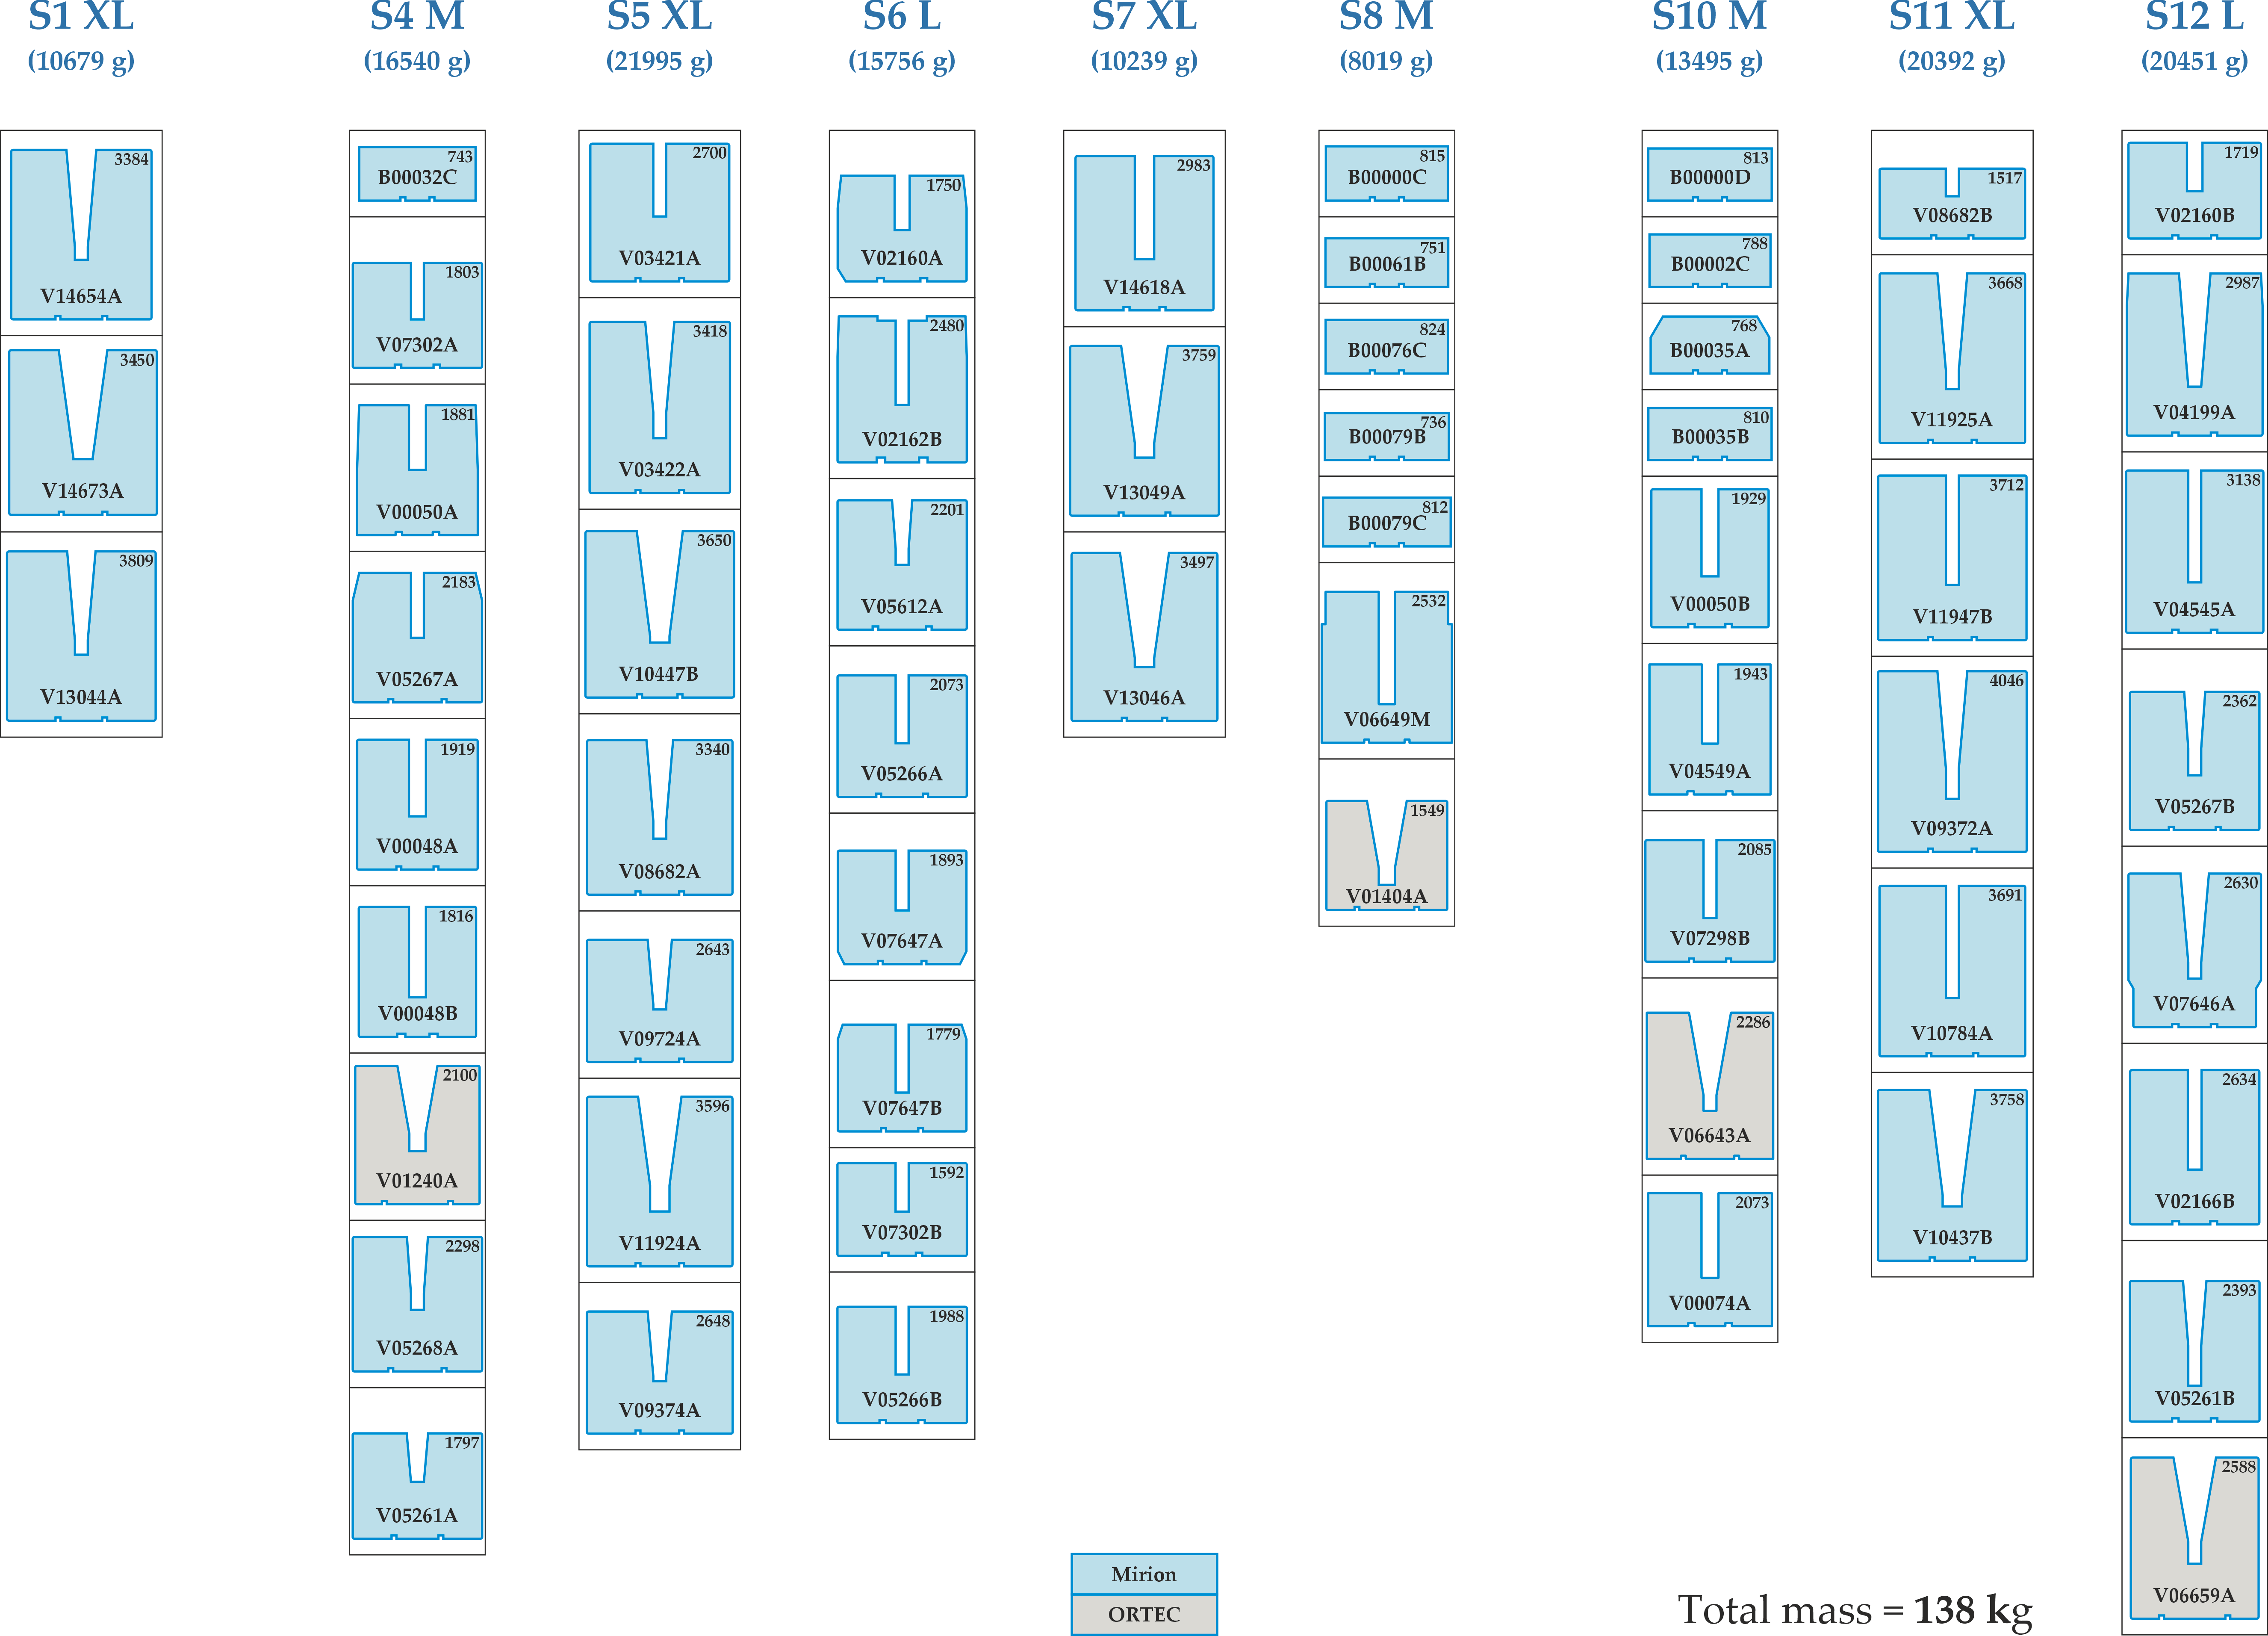 S1 XL
(10679 g)
3384
V14654A
3450
V14673A
3809
V13044A
S4 M
(16540 g)
743
B00032C
1803
V07302A
1881
V00050A
2183
V05267A
1919
V00048A
1816
V00048B
2100
V01240A
2298
V05268A
1797
V05261A
S5 XL
(21995 g)
2700
V03421A
3418
V03422A
3650
V10447B
3340
V08682A
2643
V09724A
3596
V11924A
2648
V09374A
S6 L
(15756 g)
1750
V02160A
2480
V02162B
2201
V05612A
2073
V05266A
1893
V07647A
1779
V07647B
1592
V07302B
1988
V05266B
S7 XL
(10239 g)
2983
V14618A
3759
V13049A
3497
V13046A
S8 M
(8019 g)
815
B00000C
751
B00061B
824
B00076C
736
B00079B
812
B00079C
2532
V06649M
1549
V01404A
S10 M
(13495 g)
813
B00000D
788
B00002C
768
B00035A
810
B00035B
1929
V00050B
1943
V04549A
2085
V07298B
2286
V06643A
2073
V00074A
S11 XL
(20392 g)
1517
V08682B
3668
V11925A
3712
V11947B
4046
V09372A
3691
V10784A
3758
V10437B
S12 L
(20451 g)
1719
V02160B
2987
V04199A
3138
V04545A
2362
V05267B
2630
V07646A
2634
V02166B
2393
V05261B
2588
V06659A
Mirion
ORTEC
Total mass = 138 kg